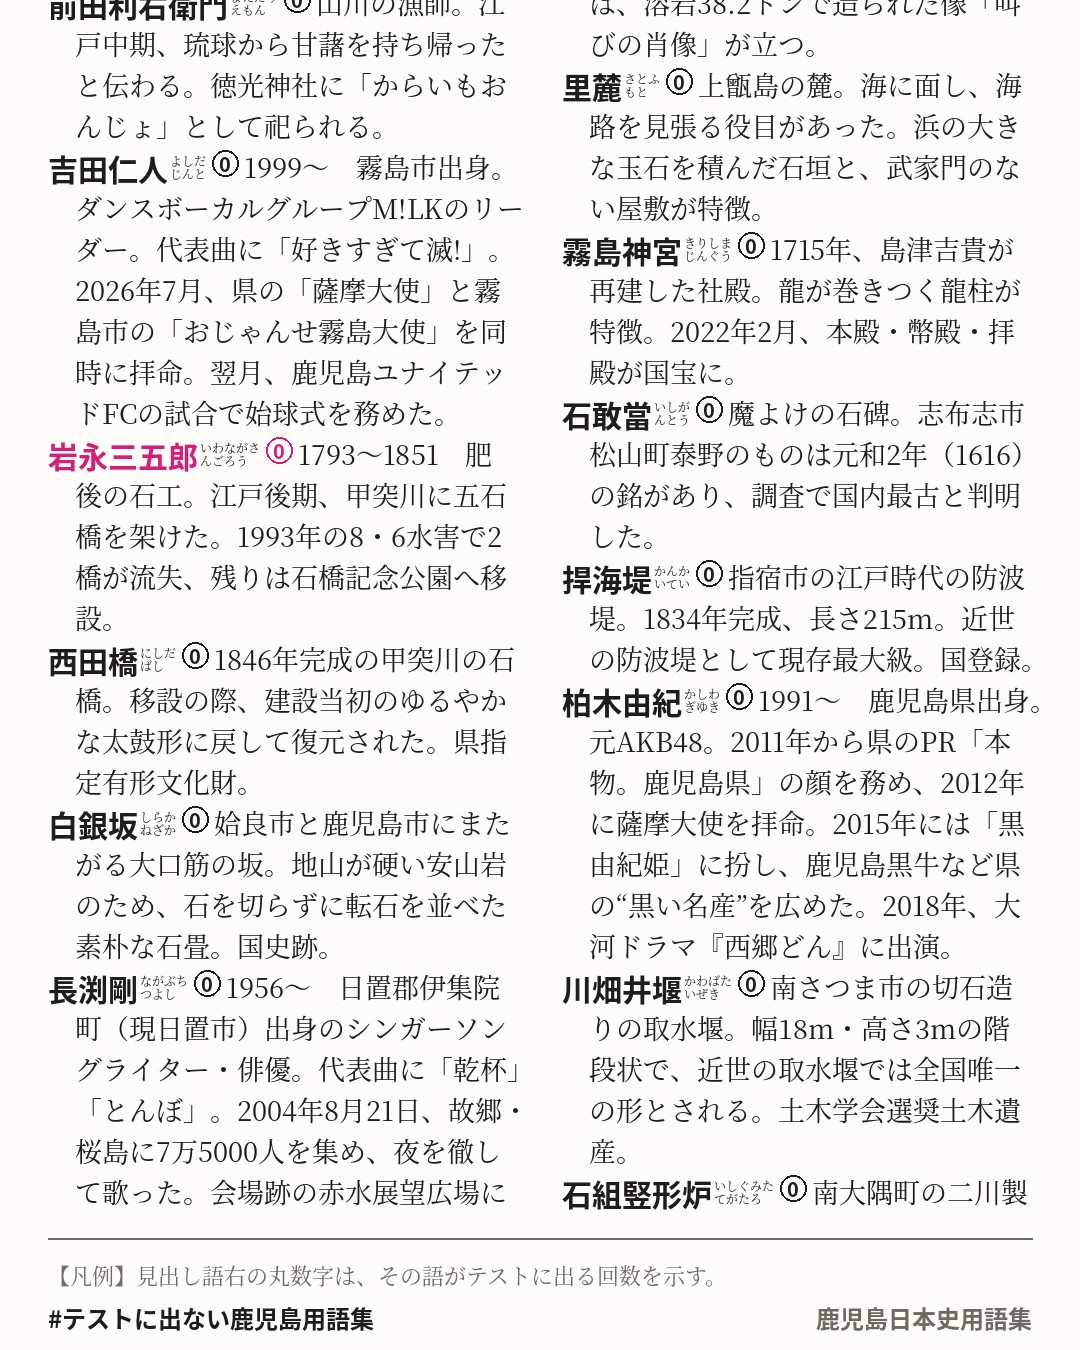 前田利右衛門 えもん 0 山川の漁師。江
戸中期、琉球から甘藷を持ち帰った
と伝わる。徳光神社に「からいもお
んじょ」として祀られる。
吉田仁人 よしだじんと 0 1999〜　霧島市出身。
ダンスボーカルグループM!LKのリー
ダー。代表曲に「好きすぎて滅!」。
2026年7月、県の「薩摩大使」と霧
島市の「おじゃんせ霧島大使」を同
時に拝命。翌月、鹿児島ユナイテッ
ドFCの試合で始球式を務めた。
岩永三五郎 いわながさんごろう 0 1793〜1851　肥
後の石工。江戸後期、甲突川に五石
橋を架けた。1993年の8・6水害で2
橋が流失、残りは石橋記念公園へ移
設。
西田橋 にしだばし 0 1846年完成の甲突川の石
橋。移設の際、建設当初のゆるやか
な太鼓形に戻して復元された。県指
定有形文化財。
白銀坂 しらかねざか 0 姶良市と鹿児島市にまた
がる大口筋の坂。地山が硬い安山岩
のため、石を切らずに転石を並べた
素朴な石畳。国史跡。
長渕剛 ながぶちつよし 0 1956〜　日置郡伊集院
町（現日置市）出身のシンガーソン
グライター・俳優。代表曲に「乾杯」
「とんぼ」。2004年8月21日、故郷・
桜島に7万5000人を集め、夜を徹し
て歌った。会場跡の赤水展望広場に
は、溶岩38.2トンで造られた像「叫
びの肖像」が立つ。
里麓 さとふもと 0 上甑島の麓。海に面し、海
路を見張る役目があった。浜の大き
な玉石を積んだ石垣と、武家門のな
い屋敷が特徴。
霧島神宮 きりしまじんぐう 0 1715年、島津吉貴が
再建した社殿。龍が巻きつく龍柱が
特徴。2022年2月、本殿・幣殿・拝
殿が国宝に。
石敢當 いしがんとう 0 魔よけの石碑。志布志市
松山町泰野のものは元和2年（1616）
の銘があり、調査で国内最古と判明
した。
捍海堤 かんかいてい 0 指宿市の江戸時代の防波
堤。1834年完成、長さ215m。近世
の防波堤として現存最大級。国登録。
柏木由紀 かしわぎゆき 0 1991〜　鹿児島県出身。
元AKB48。2011年から県のPR「本
物。鹿児島県」の顔を務め、2012年
に薩摩大使を拝命。2015年には「黒
由紀姫」に扮し、鹿児島黒牛など県
の“黒い名産”を広めた。2018年、大
河ドラマ『西郷どん』に出演。
川畑井堰 かわばたいぜき 0 南さつま市の切石造
りの取水堰。幅18m・高さ3mの階
段状で、近世の取水堰では全国唯一
の形とされる。土木学会選奨土木遺
産。
石組竪形炉 いしぐみたてがたろ 0 南大隅町の二川製
【凡例】見出し語右の丸数字は、その語がテストに出る回数を示す。
#テストに出ない鹿児島用語集
鹿児島日本史用語集